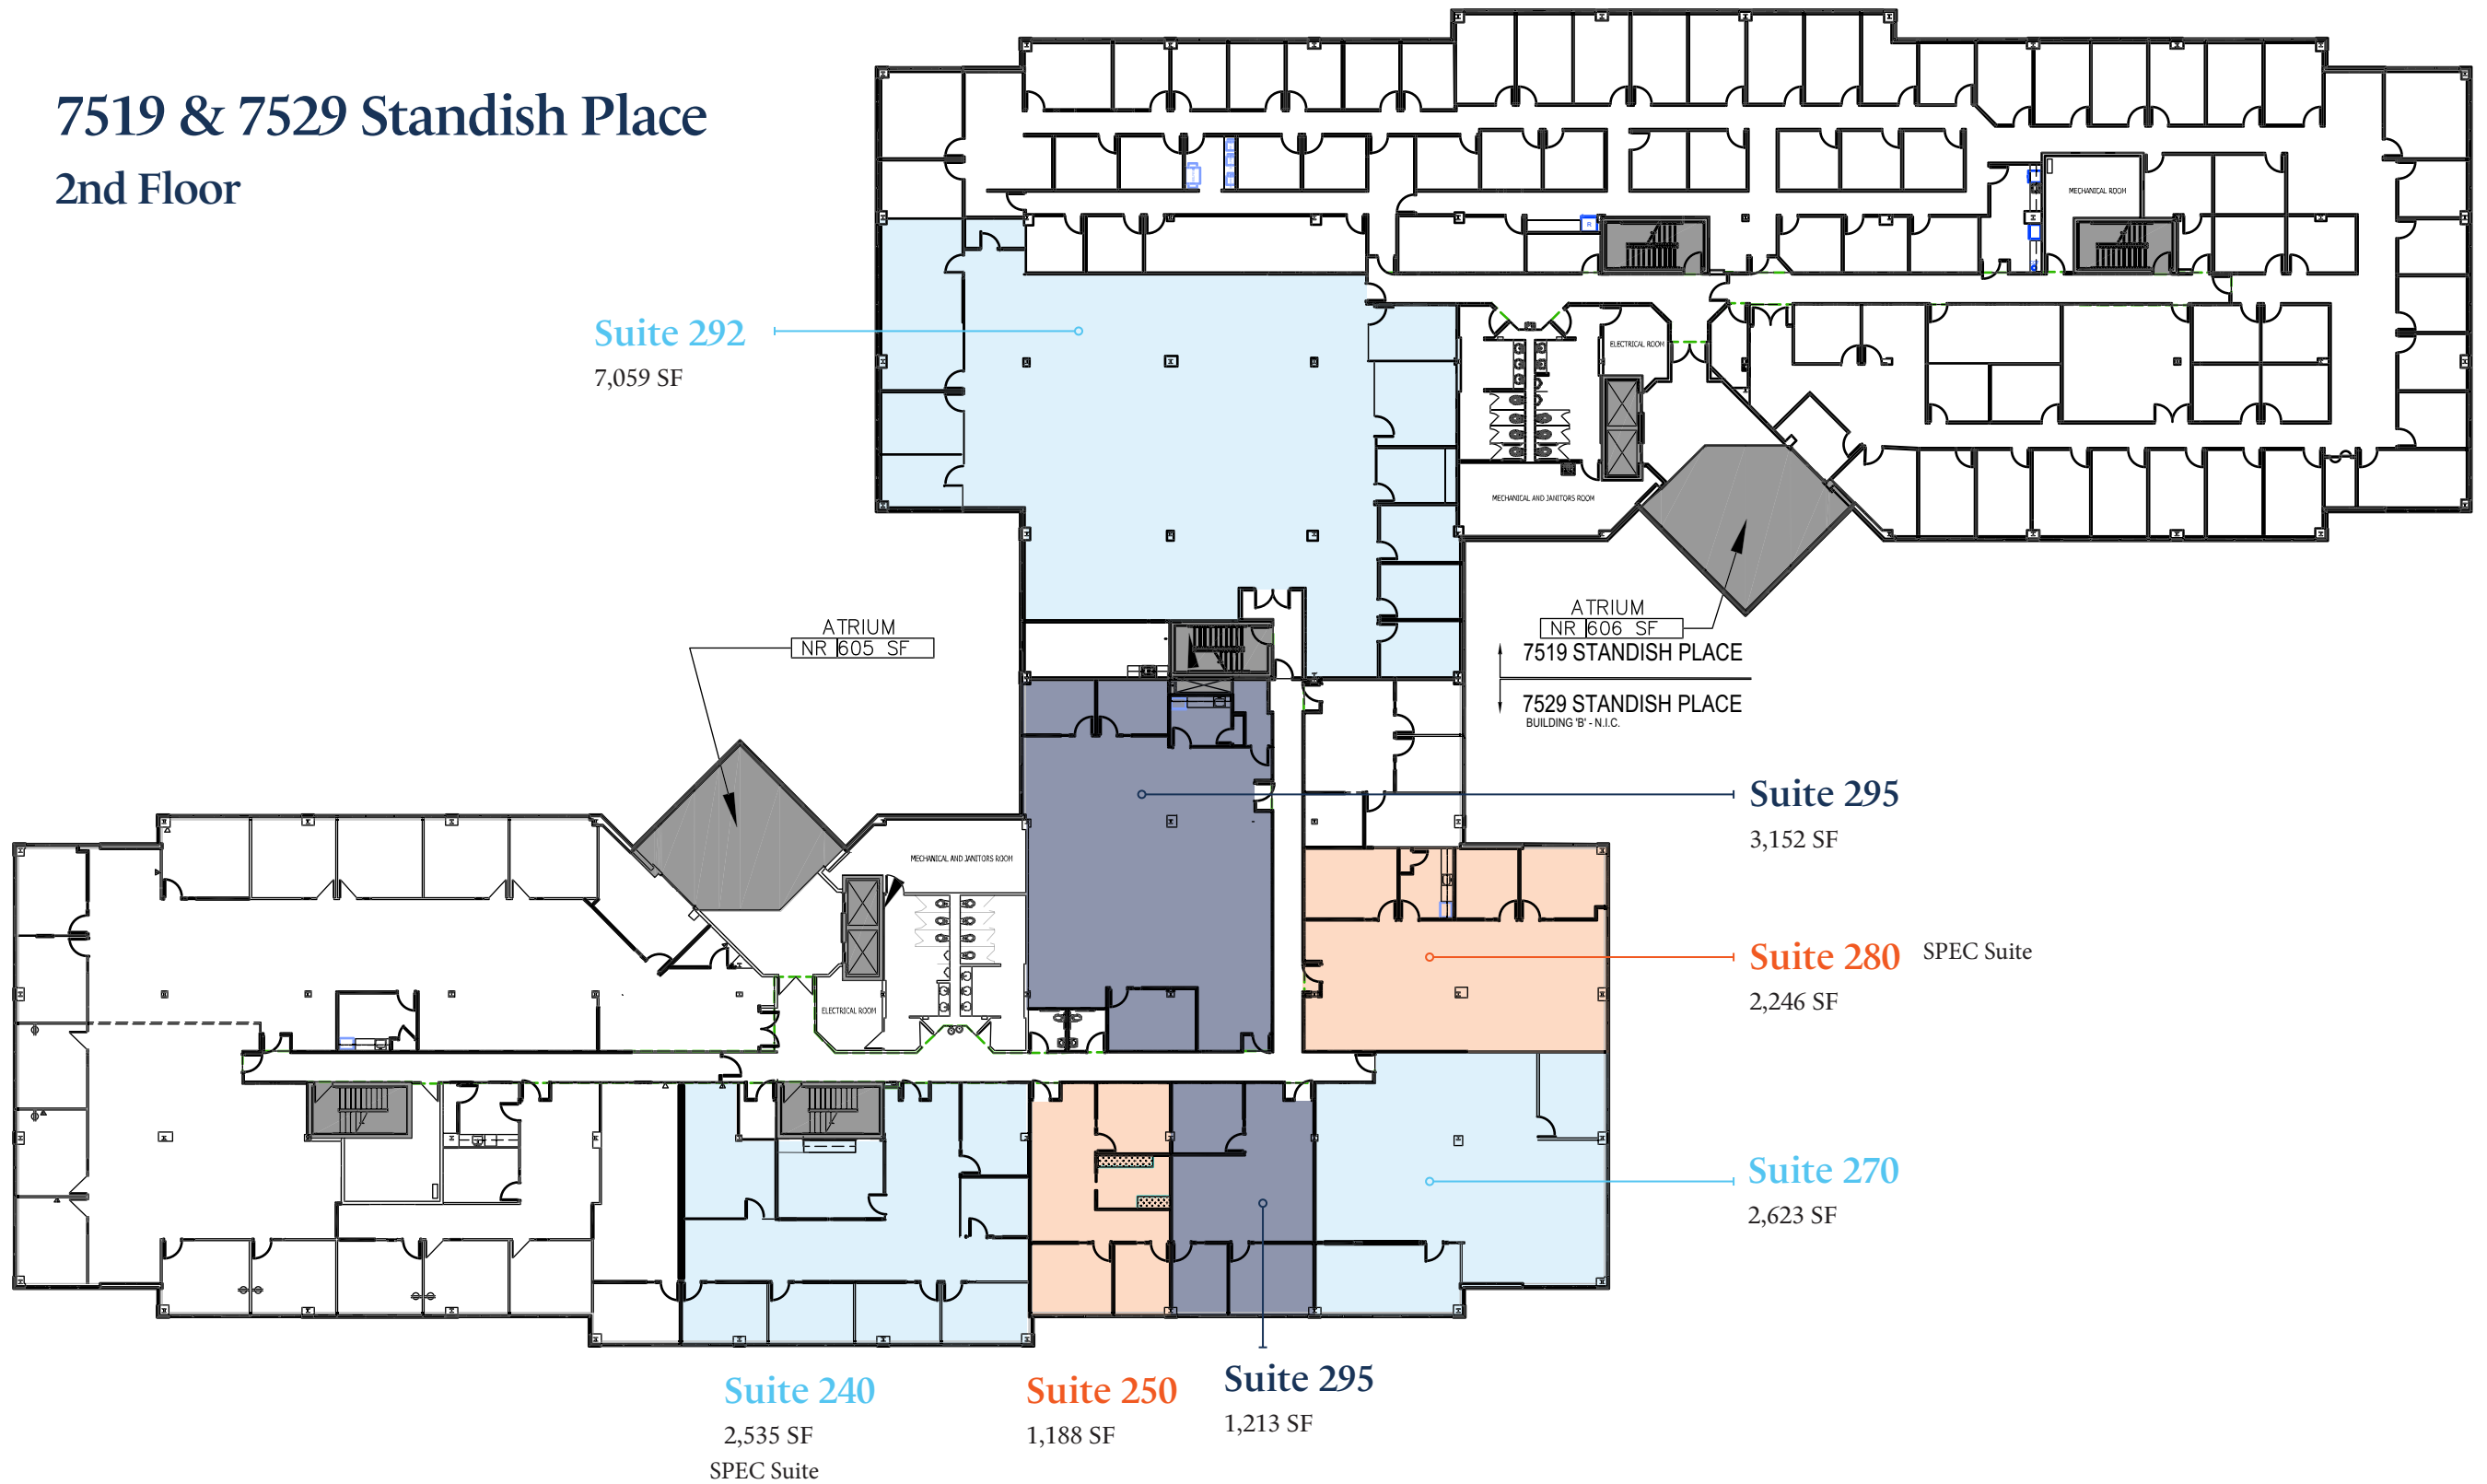 7519 & 7529 Standish Place
2nd Floor
MECHANICAL ROOM
Suite 292
7,059 SF
ELECTRICAL ROOM
MECHANICAL AND JANITORS ROOM
ATRIUM
NR 606 SF
7519 STANDISH PLACE
7529 STANDISH PLACE
BUILDING 'B' - N.I.C.
ATRIUM
NR 605 SF
Suite 295
3,152 SF
MECHANICAL AND JANITORS ROOM
Suite 280 SPEC Suite
2,246 SF
ELECTRICAL ROOM
Suite 270
2,623 SF
Suite 240
2,535 SF
SPEC Suite
Suite 250
1,188 SF
Suite 295
1,213 SF